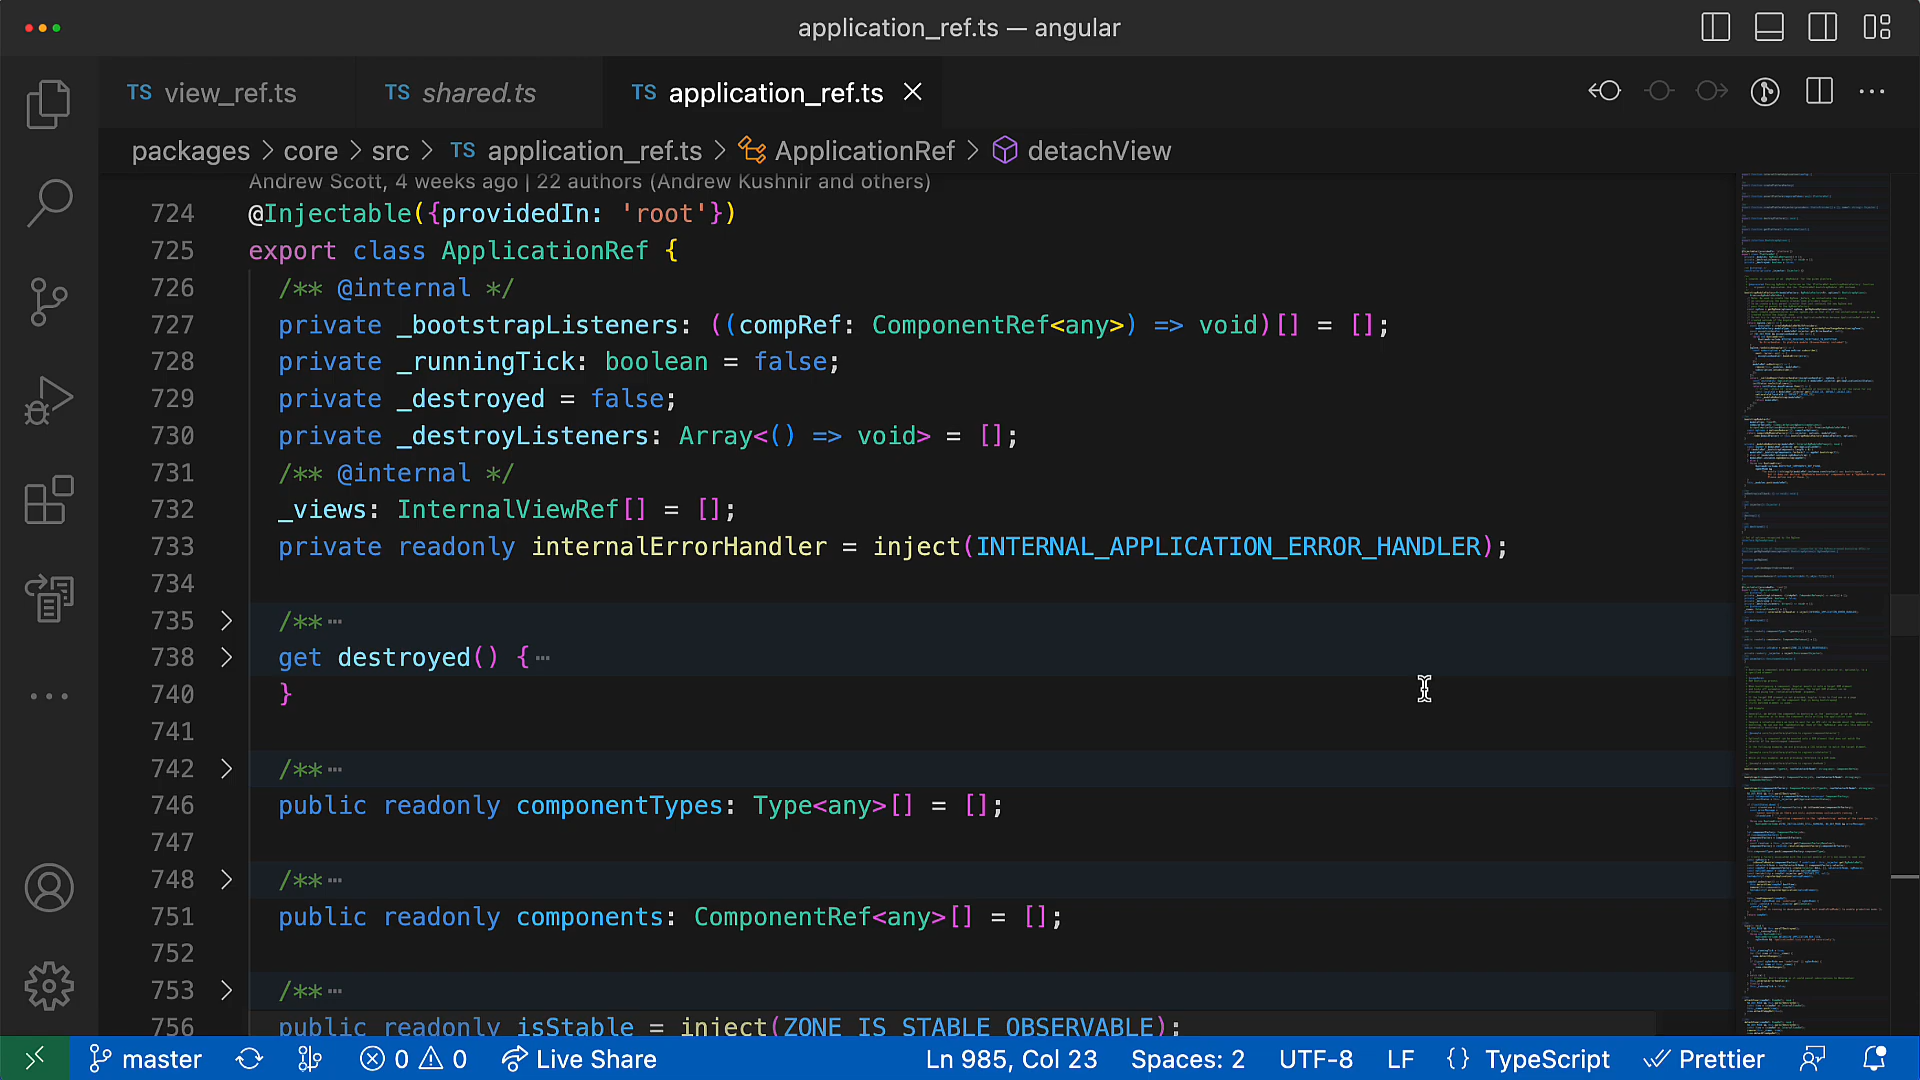 application_ref.ts — angular
TS view_ref.ts TS shared.ts TS application_ref.ts
packages > core > src > TS application_ref.ts > ApplicationRef > detachView
Andrew Scott, 4 weeks ago | 22 authors (Andrew Kushnir and others)
724 @Injectable({providedIn: 'root'})
725 export class ApplicationRef {
726 /** @internal */
727 private _bootstrapListeners: ((compRef: ComponentRef<any>) => void)[] = [];
728 private _runningTick: boolean = false;
729 private _destroyed = false;
730 private _destroyListeners: Array<() => void> = [];
731 /** @internal */
732 _views: InternalViewRef[] = [];
733 private readonly internalErrorHandler = inject(INTERNAL_APPLICATION_ERROR_HANDLER);
734
735 /** ⋯
738 get destroyed() { ⋯
740 }
741
742 /** ⋯
746 public readonly componentTypes: Type<any>[] = [];
747
748 /** ⋯
751 public readonly components: ComponentRef<any>[] = [];
752
753 /** ⋯
756 public readonly isStable = inject(ZONE_IS_STABLE_OBSERVABLE);
master 0 0 Live Share Ln 985, Col 23 Spaces: 2 UTF-8 LF { } TypeScript Prettier